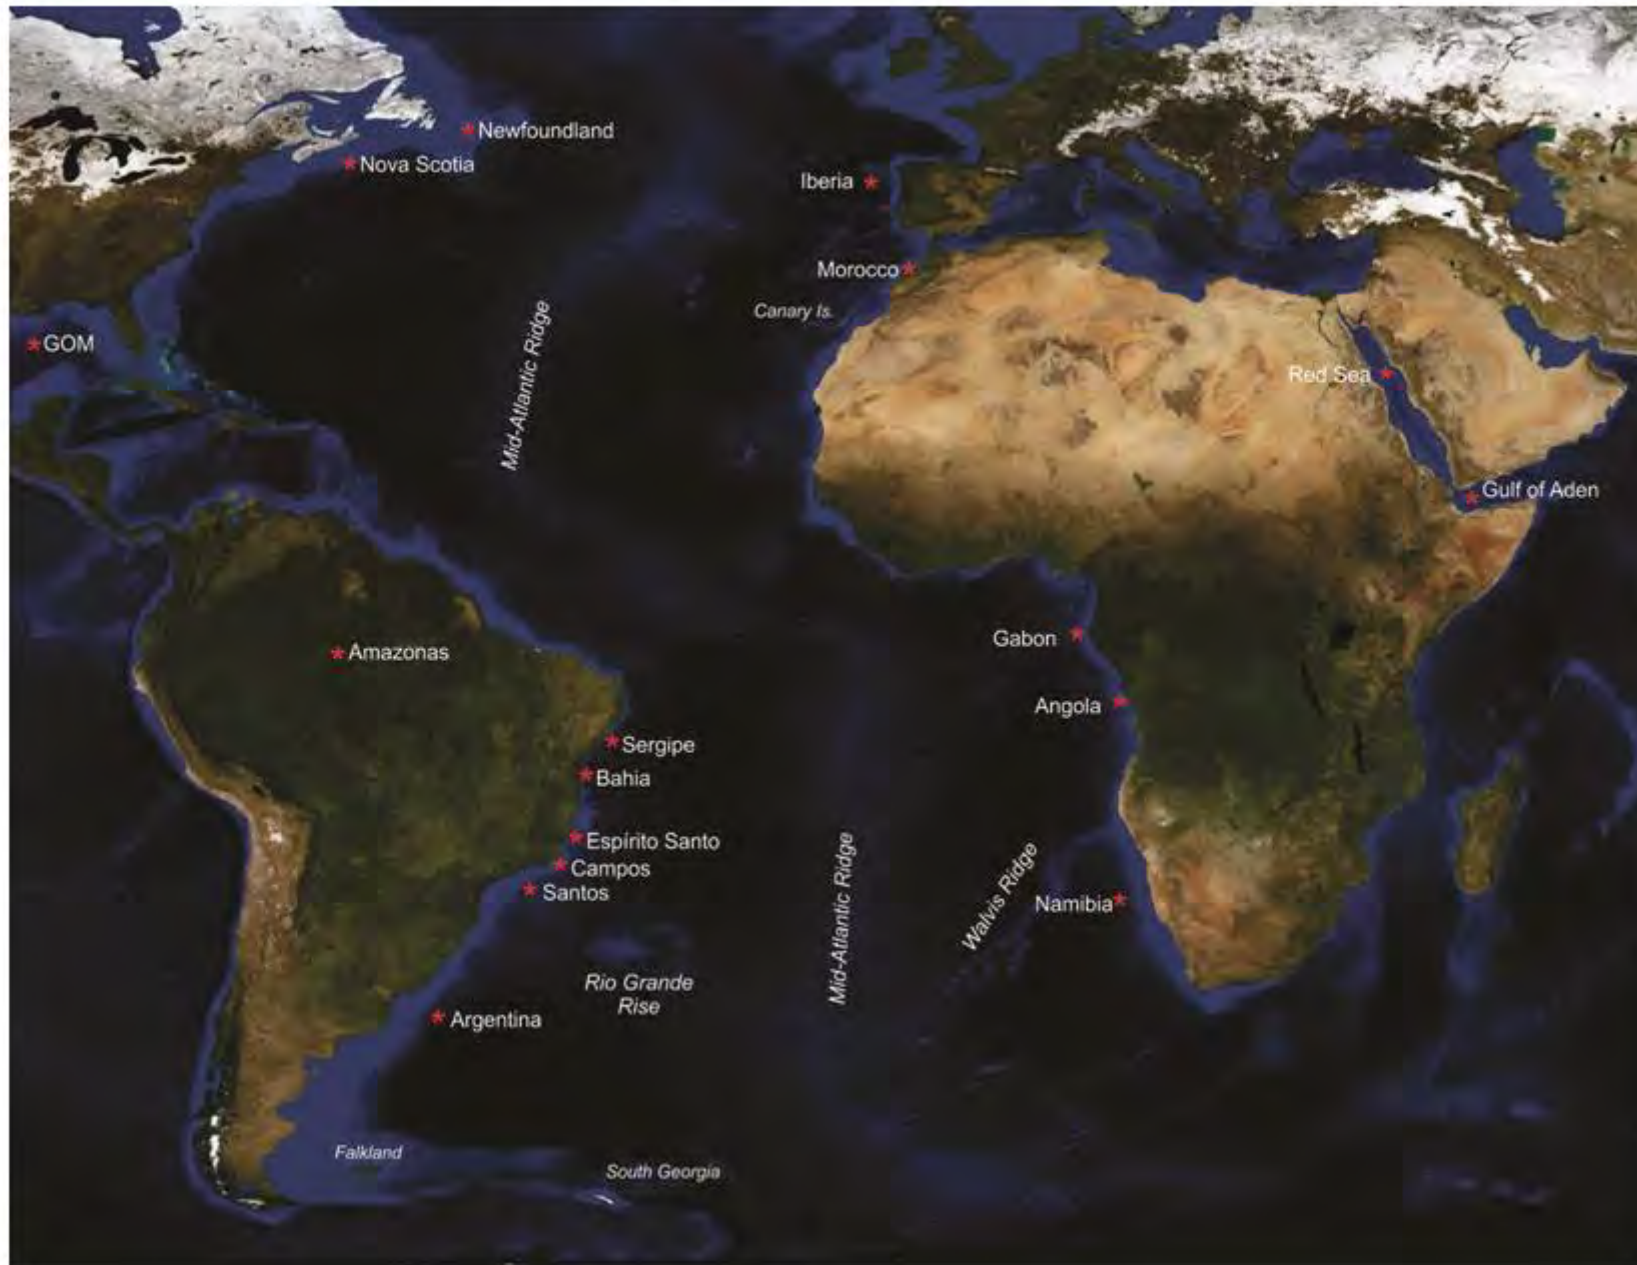 Newfoundland
Nova Scotia
Iberia
Morocco
Canary Is.
Mid-Atlantic Ridge
GOM
Red Sea
Gulf of Aden
Gabon
Amazonas
Angola
Sergipe
Bahia
Espírito Santo
Campos
Santos
Mid-Atlantic Ridge
Walvis Ridge
Namibia
Rio Grande
Rise
Argentina
Falkland
South Georgia